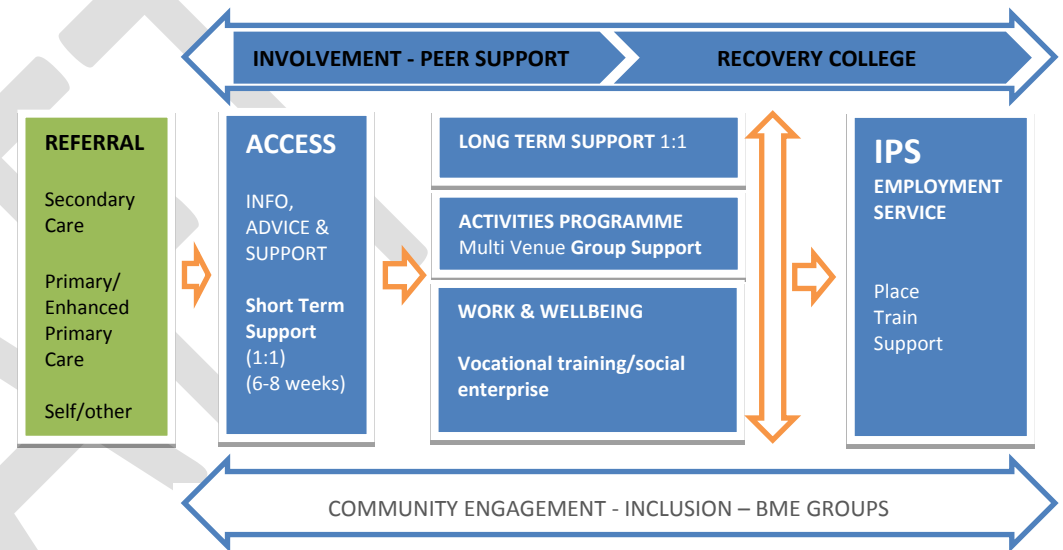 INVOLVEMENT - PEER SUPPORT
RECOVERY COLLEGE
REFERRAL
Secondary
Care
Primary/
Enhanced
Primary
Care
Self/other
ACCESS
INFO,
ADVICE &
SUPPORT
Short Term
Support
(1:1)
(6-8 weeks)
LONG TERM SUPPORT 1:1
ACTIVITIES PROGRAMME
Multi Venue Group Support
WORK & WELLBEING
Vocational training/social
enterprise
IPS
EMPLOYMENT
SERVICE
Place
Train
Support
COMMUNITY ENGAGEMENT - INCLUSION – BME GROUPS